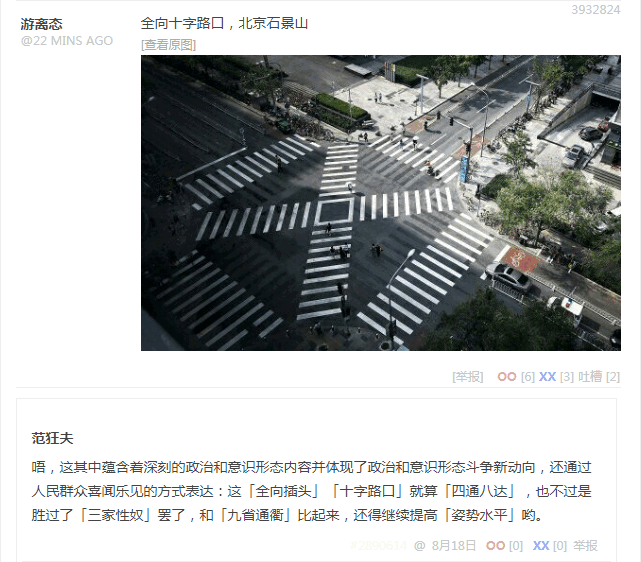 3932824
游离态
@22 MINS AGO
全向十字路口，北京石景山
[查看原图]
[举报] OO [6] XX [3] 吐槽 [2]
范狂夫
唔，这其中蕴含着深刻的政治和意识形态内容并体现了政治和意识形态斗争新动向，还通过
人民群众喜闻乐见的方式表达：这「全向插头」「十字路口」就算「四通八达」，也不过是
胜过了「三家性奴」罢了，和「九省通衢」比起来，还得继续提高「姿势水平」哟。
@ 8月18日 OO [0] XX [0] 举报